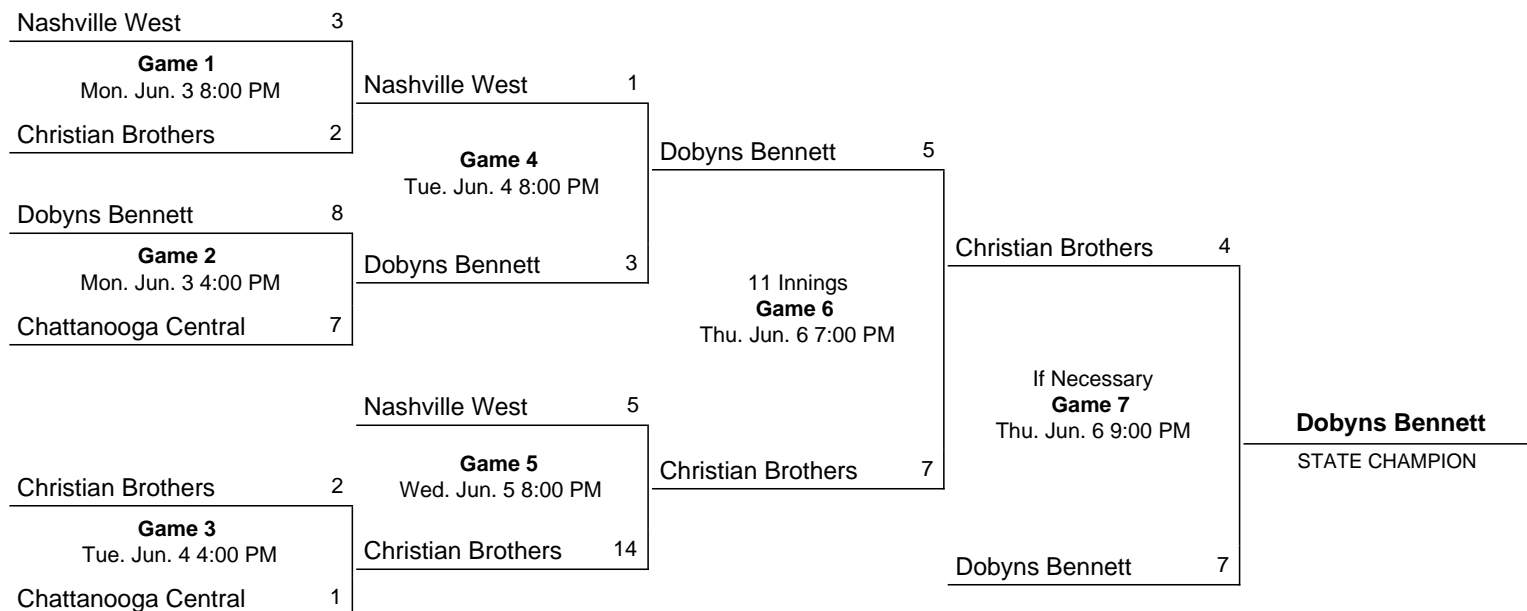 Nashville West 3
Game 1
Mon. Jun. 3 8:00 PM
Christian Brothers 2
Dobyns Bennett 8
Game 2
Mon. Jun. 3 4:00 PM
Chattanooga Central 7
Christian Brothers 2
Game 3
Tue. Jun. 4 4:00 PM
Chattanooga Central 1
Nashville West 1
Game 4
Tue. Jun. 4 8:00 PM
Dobyns Bennett 3
Nashville West 5
Game 5
Wed. Jun. 5 8:00 PM
Christian Brothers 14
Dobyns Bennett 5
11 Innings
Game 6
Thu. Jun. 6 7:00 PM
Christian Brothers 7
Christian Brothers 4
If Necessary
Game 7
Thu. Jun. 6 9:00 PM
Dobyns Bennett 7
Dobyns Bennett
STATE CHAMPION